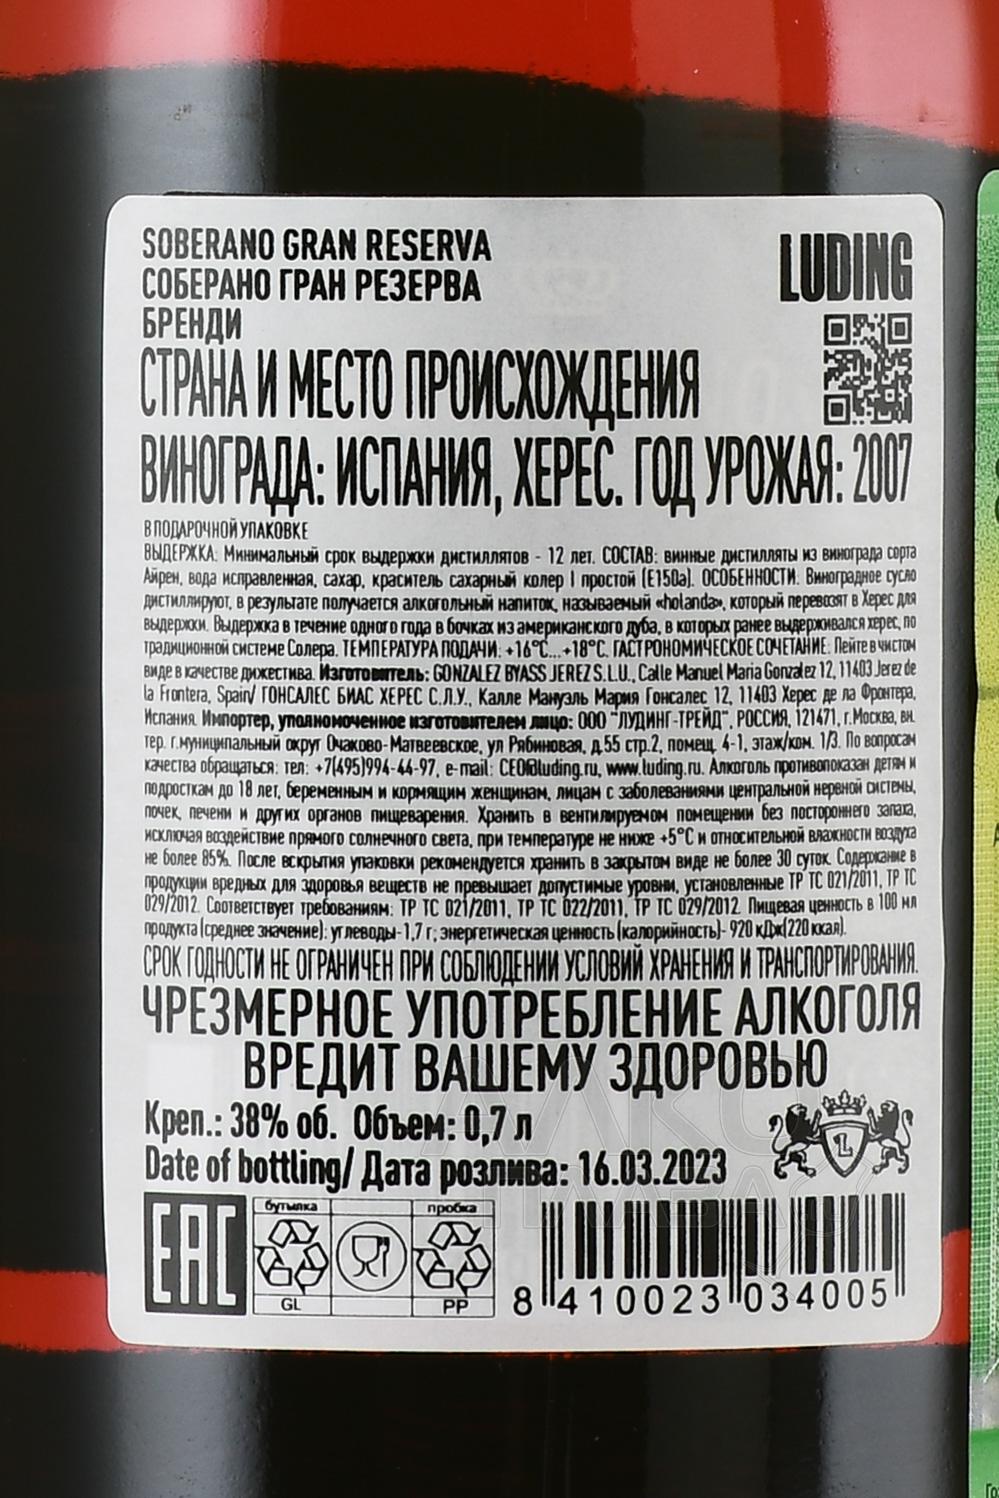 SOBERANO GRAN RESERVA
СОБЕРАНО ГРАН РЕЗЕРВА
БРЕНДИ
LUDING
СТРАНА И МЕСТО ПРОИСХОЖДЕНИЯ
ВИНОГРАДА: ИСПАНИЯ, ХЕРЕС. ГОД УРОЖАЯ: 2007
В ПОДАРОЧНОЙ УПАКОВКЕ
ВЫДЕРЖКА: Минимальный срок выдержки дистиллятов - 12 лет. СОСТАВ: винные дистилляты из винограда сорта
Айрен, вода исправленная, сахар, краситель сахарный колер I простой (E150a). ОСОБЕННОСТИ: Виноградное сусло
дистиллируют, в результате получается алкогольный напиток, называемый «holanda», который перевозят в Херес для
выдержки. Выдержка в течение одного года в бочках из американского дуба, в которых ранее выдерживался херес, по
традиционной системе Солера. ТЕМПЕРАТУРА ПОДАЧИ: +16°C...+18°C. ГАСТРОНОМИЧЕСКОЕ СОЧЕТАНИЕ: Пейте в чистом
виде в качестве дижестива. Изготовитель: GONZALEZ BYASS JEREZ S.L.U., Calle Manuel Maria Gonzalez 12, 11403 Jerez de
la Frontera, Spain/ ГОНСАЛЕС БИАС ХЕРЕС С.Л.У., Калле Мануэль Мария Гонсалес 12, 11403 Херес де ла Фронтера,
Испания. Импортер, уполномоченное изготовителем лицо: ООО "ЛУДИНГ-ТРЕЙД", РОССИЯ, 121471, г.Москва, вн.
тер. г.муниципальный округ Очаково-Матвеевское, ул Рябиновая, д.55 стр.2, помещ. 4-1, этаж/ком. 1/3. По вопросам
качества обращаться: тел: +7(495)994-44-97, e-mail: CEO@luding.ru, www.luding.ru. Алкоголь противопоказан детям и
подросткам до 18 лет, беременным и кормящим женщинам, лицам с заболеваниями центральной нервной системы,
почек, печени и других органов пищеварения. Хранить в вентилируемом помещении без постороннего запаха,
исключая воздействие прямого солнечного света, при температуре не ниже +5°C и относительной влажности воздуха
не более 85%. После вскрытия упаковки рекомендуется хранить в закрытом виде не более 30 суток. Содержание в
продукции вредных для здоровья веществ не превышает допустимые уровни, установленные ТР ТС 021/2011, ТР ТС
029/2012. Соответствует требованиям: ТР ТС 021/2011, ТР ТС 022/2011, ТР ТС 029/2012. Пищевая ценность в 100 мл
продукта (среднее значение): углеводы-1,7 г; энергетическая ценность (калорийность)- 920 кДж(220 ккал).
СРОК ГОДНОСТИ НЕ ОГРАНИЧЕН ПРИ СОБЛЮДЕНИИ УСЛОВИЙ ХРАНЕНИЯ И ТРАНСПОРТИРОВАНИЯ.
ЧРЕЗМЕРНОЕ УПОТРЕБЛЕНИЕ АЛКОГОЛЯ
ВРЕДИТ ВАШЕМУ ЗДОРОВЬЮ
Креп.: 38% об. Объем: 0,7 л
Date of bottling/ Дата розлива: 16.03.2023
L
EAC
бутылка
пробка
GL
PP
8 410023 034005